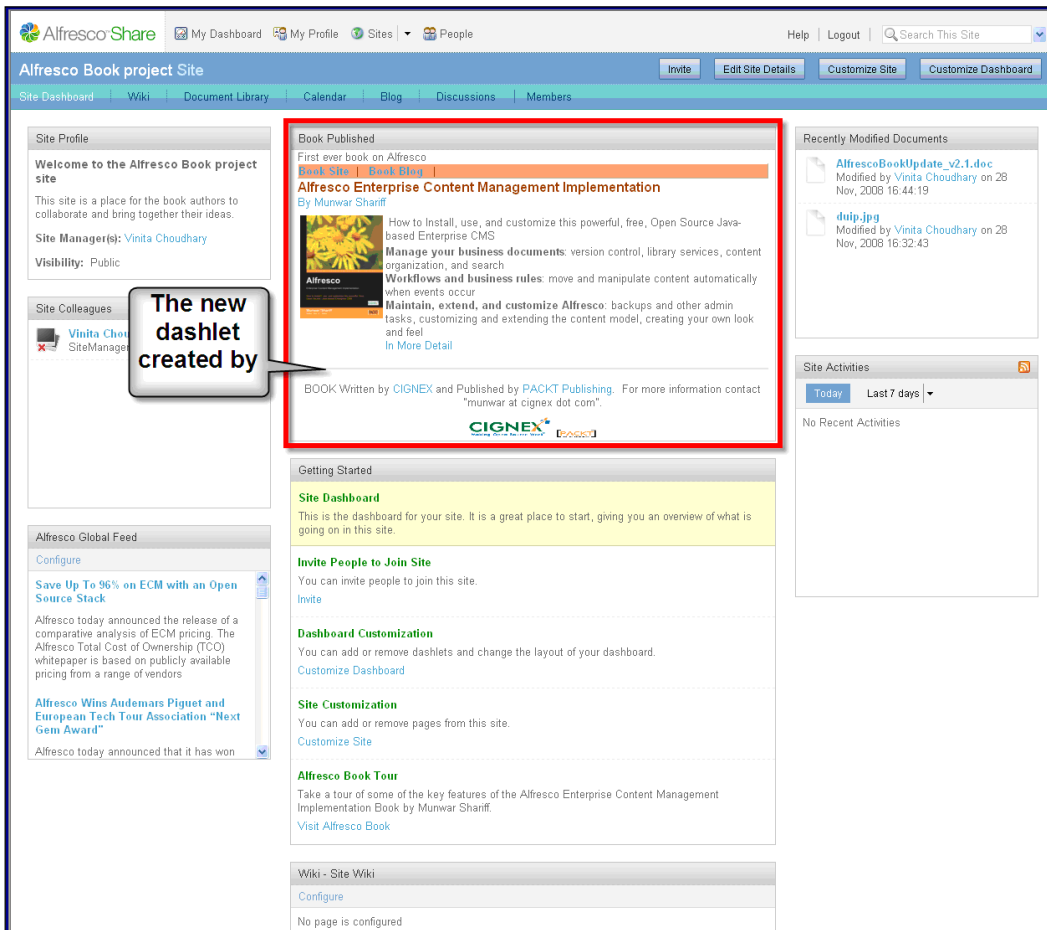 Alfresco Share
My Dashboard
My Profile
Sites
People
Help
Logout
Search This Site
Alfresco Book project Site
Invite
Edit Site Details
Customize Site
Customize Dashboard
Site Dashboard
Wiki
Document Library
Calendar
Blog
Discussions
Members
Site Profile
Welcome to the Alfresco Book project
site
This site is a place for the book authors to
collaborate and bring together their ideas.
Site Manager(s): Vinita Choudhary
Visibility: Public
Site Colleagues
Vinita Chou
SiteManager
The new
dashlet
created by
Alfresco Global Feed
Configure
Save Up To 96% on ECM with an Open
Source Stack
Alfresco today announced the release of a
comparative analysis of ECM pricing. The
Alfresco Total Cost of Ownership (TCO)
whitepaper is based on publicly available
pricing from a range of vendors
Alfresco Wins Audemars Piguet and
European Tech Tour Association “Next
Gem Award”
Alfresco today announced that it has won
Book Published
First ever book on Alfresco
Book Site | Book Blog |
Alfresco Enterprise Content Management Implementation
By Munwar Shariff
Alfresco
How to Install, use, and customize this powerful, free, Open Source Java-
based Enterprise CMS
Manage your business documents: version control, library services, content
organization, and search
Workflows and business rules: move and manipulate content automatically
when events occur
Maintain, extend, and customize Alfresco: backups and other admin
tasks, customizing and extending the content model, creating your own look
and feel
In More Detail
BOOK Written by CIGNEX and Published by PACKT Publishing. For more information contact
"munwar at cignex dot com".
CIGNEX
[PACKT]
Getting Started
Site Dashboard
This is the dashboard for your site. It is a great place to start, giving you an overview of what is
going on in this site.
Invite People to Join Site
You can invite people to join this site.
Invite
Dashboard Customization
You can add or remove dashlets and change the layout of your dashboard.
Customize Dashboard
Site Customization
You can add or remove pages from this site.
Customize Site
Alfresco Book Tour
Take a tour of some of the key features of the Alfresco Enterprise Content Management
Implementation Book by Munwar Shariff.
Visit Alfresco Book
Wiki - Site Wiki
Configure
No page is configured
Recently Modified Documents
AlfrescoBookUpdate_v2.1.doc
Modified by Vinita Choudhary on 28
Nov, 2008 16:44:19
duip.jpg
Modified by Vinita Choudhary on 28
Nov, 2008 16:32:43
Site Activities
Today
Last 7 days
No Recent Activities